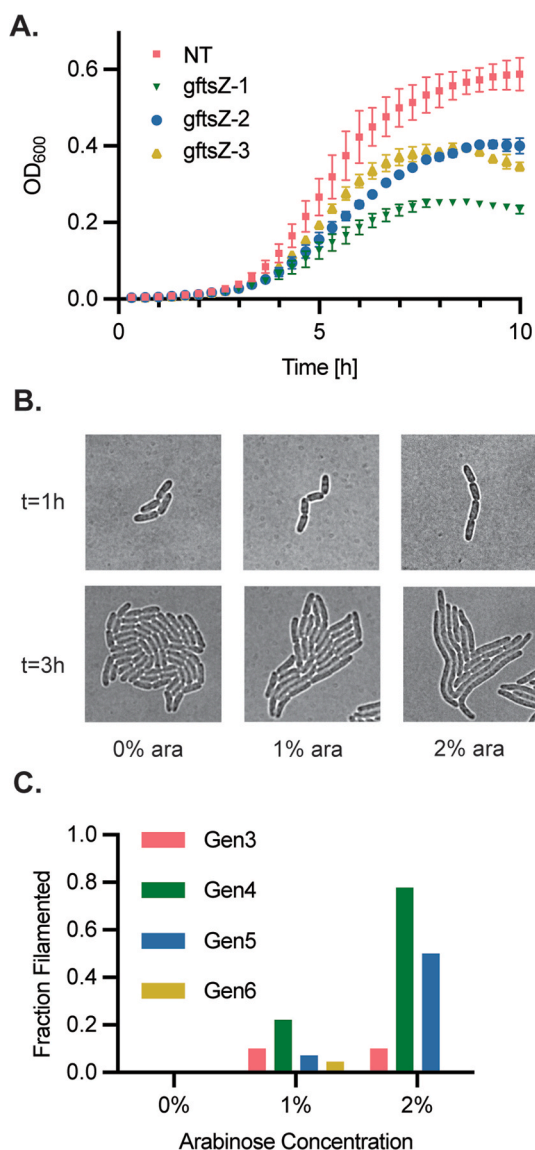 A.
NT
gftsZ-1
gftsZ-2
gftsZ-3
OD600
0.6
0.4
0.2
0.0
0 5 10
Time [h]
B.
t=1h
t=3h
0% ara 1% ara 2% ara
C.
Gen3
Gen4
Gen5
Gen6
Fraction Filamented
1.0
0.8
0.6
0.4
0.2
0.0
0% 1% 2%
Arabinose Concentration